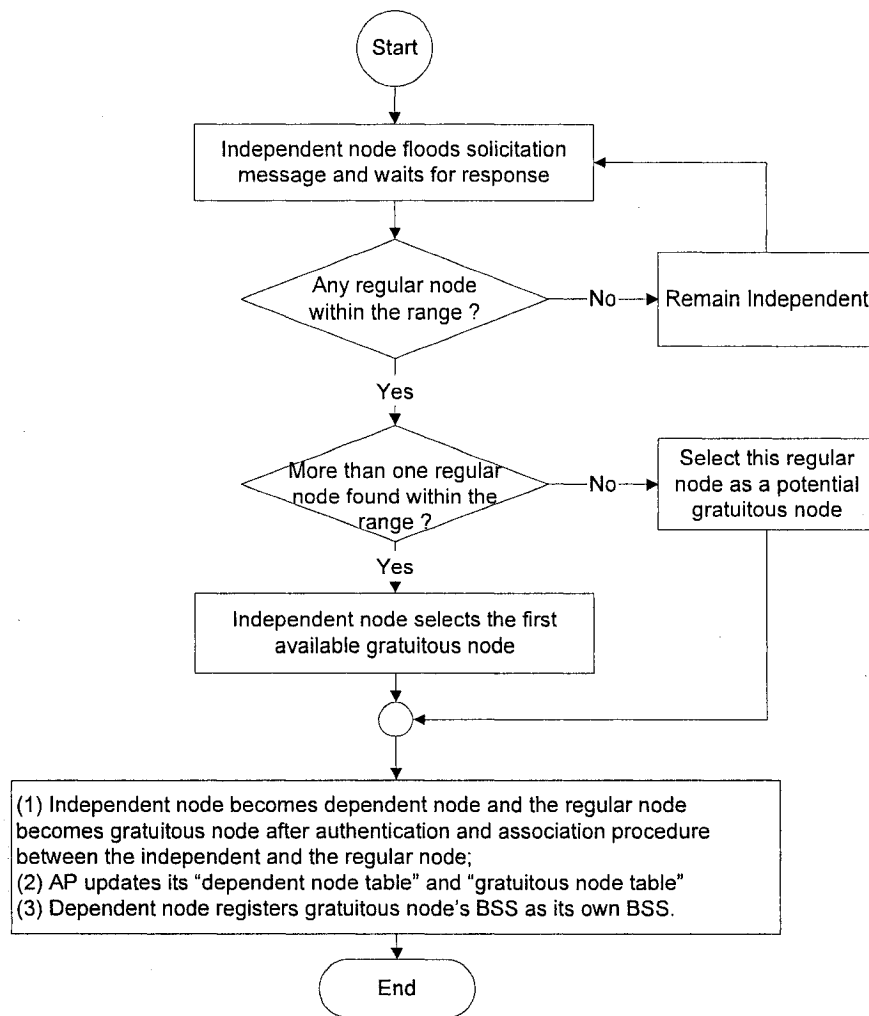 Start
Independent node floods solicitation
message and waits for response
Any regular node
within the range ?
No
Remain Independent
Yes
More than one regular
node found within the
range ?
No
Select this regular
node as a potential
gratuitous node
Yes
Independent node selects the first
available gratuitous node
(1) Independent node becomes dependent node and the regular node
becomes gratuitous node after authentication and association procedure
between the independent and the regular node;
(2) AP updates its “dependent node table” and “gratuitous node table”
(3) Dependent node registers gratuitous node's BSS as its own BSS.
End